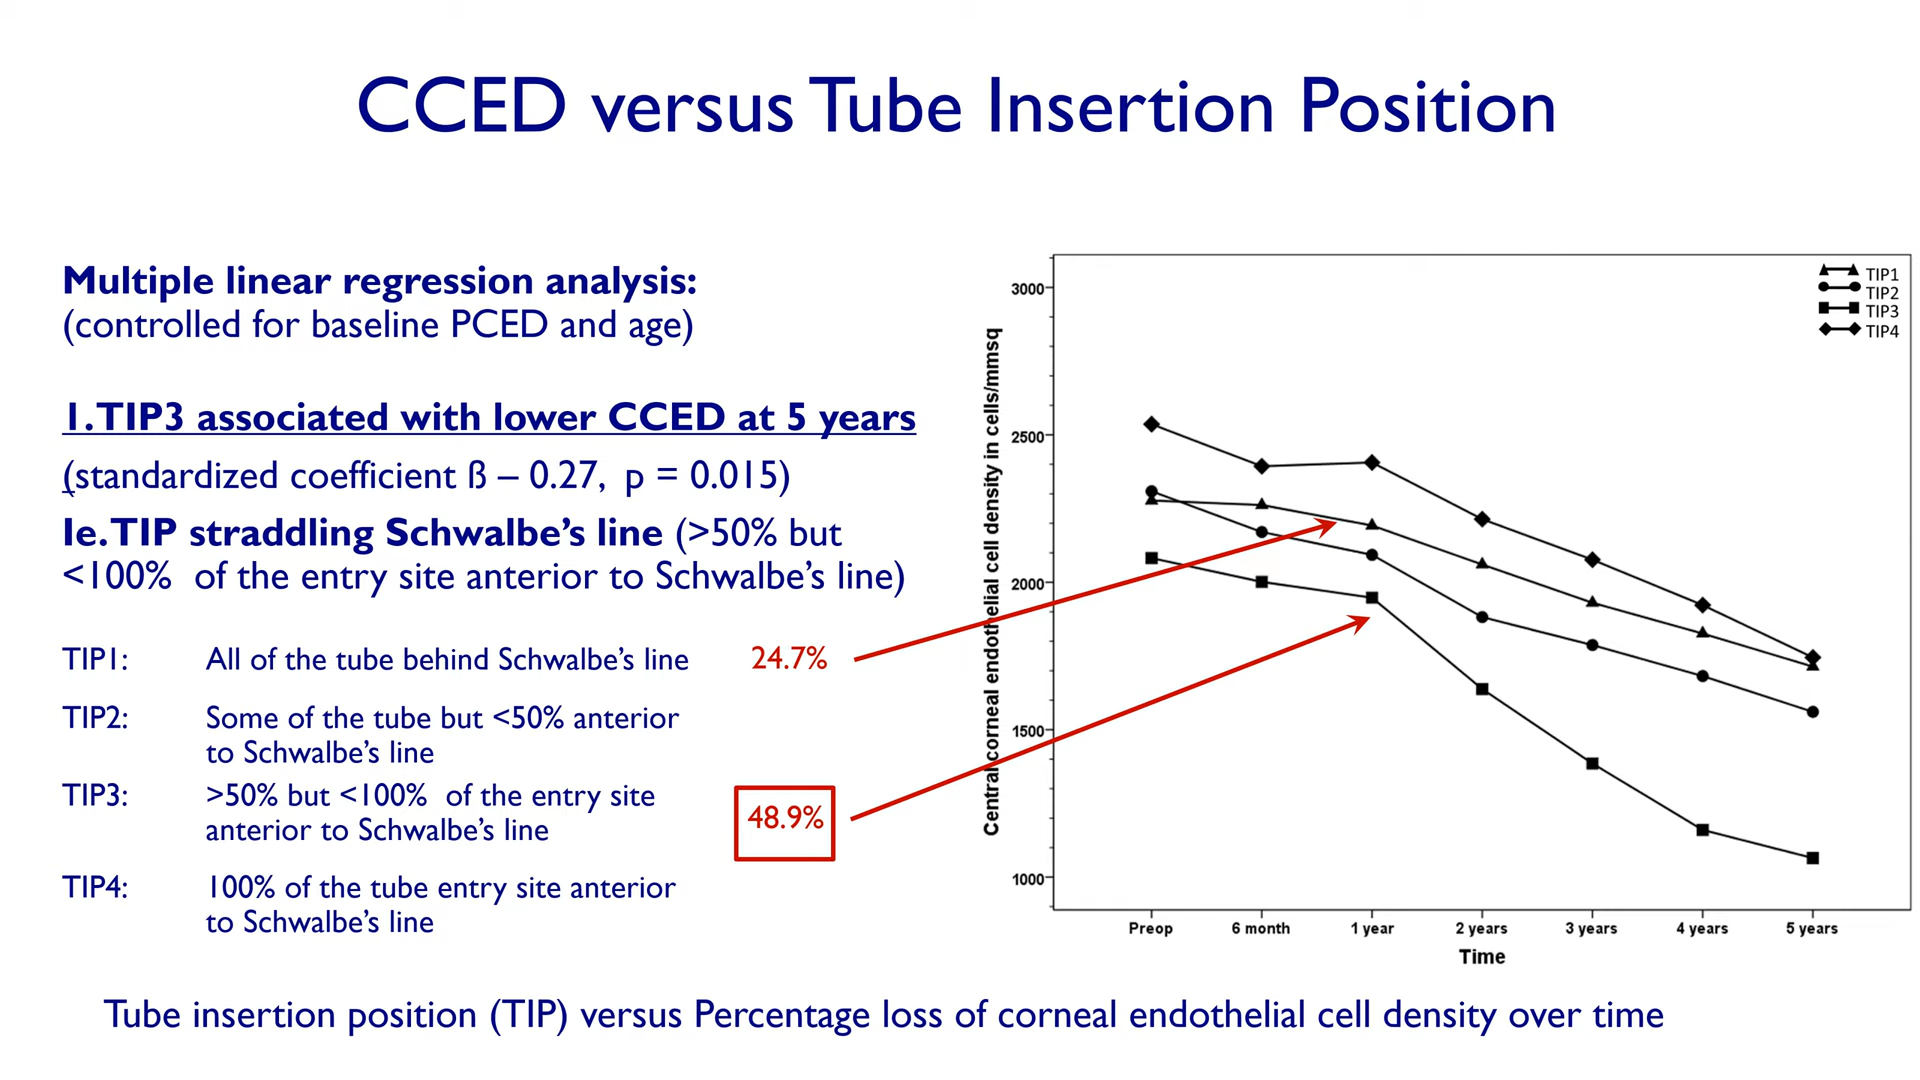 CCED versus Tube Insertion Position
Multiple linear regression analysis:
(controlled for baseline PCED and age)
1. TIP3 associated with lower CCED at 5 years
(standardized coefficient ß – 0.27, p = 0.015)
Ie. TIP straddling Schwalbe’s line (>50% but
<100% of the entry site anterior to Schwalbe’s line)
TIP1: All of the tube behind Schwalbe’s line 24.7%
TIP2: Some of the tube but <50% anterior
to Schwalbe’s line
TIP3: >50% but <100% of the entry site
anterior to Schwalbe’s line
48.9%
TIP4: 100% of the tube entry site anterior
to Schwalbe’s line
Central corneal endothelial cell density in cells/mmsq
3000
2500
2000
1500
1000
TIP1
TIP2
TIP3
TIP4
Preop 6 month 1 year 2 years 3 years 4 years 5 years
Time
Tube insertion position (TIP) versus Percentage loss of corneal endothelial cell density over time